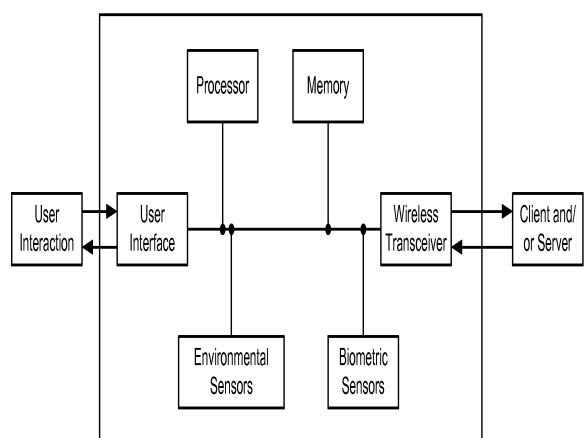 Processor
Memory
User
Interaction
User
Interface
Wireless
Transceiver
Client and/
or Server
Environmental
Sensors
Biometric
Sensors